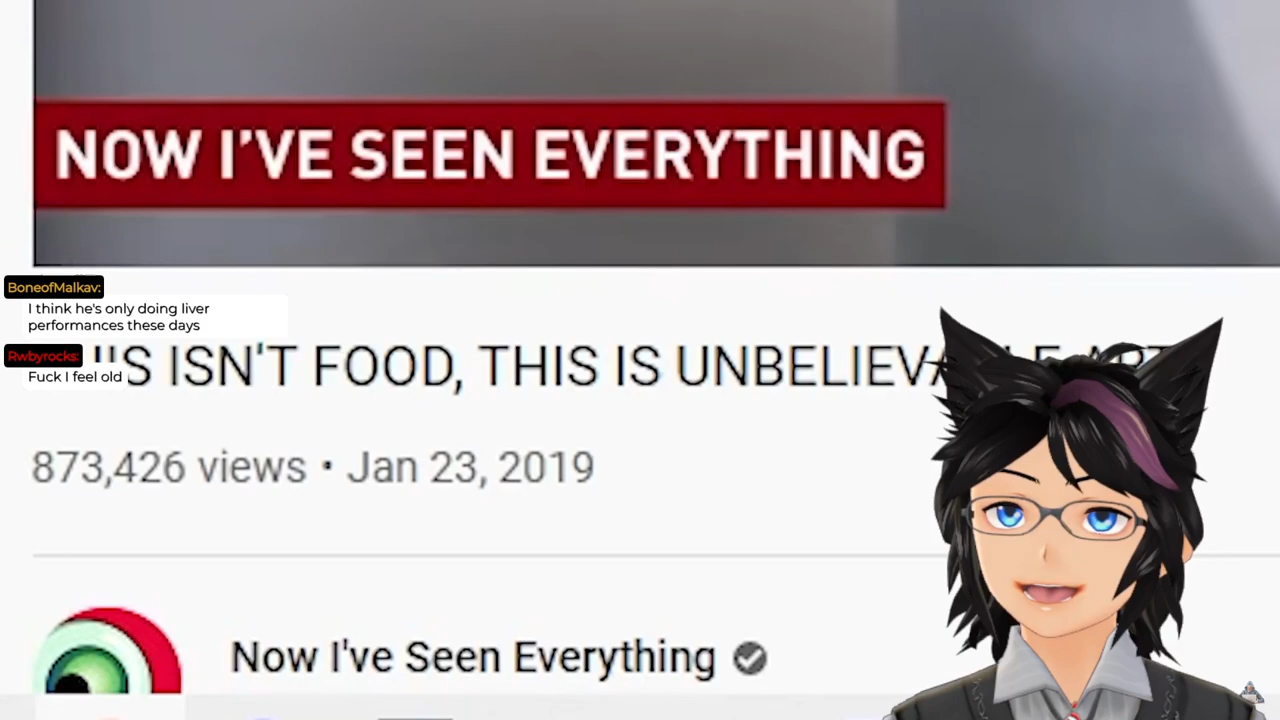 NOW I'VE SEEN EVERYTHING
BoneofMalkav:
I think he's only doing liver
performances these days
Rwbyrocks:
Fuck I feel old
ISN'T FOOD, THIS IS
873,426 views • Jan 23, 2019
Now I've Seen Everything